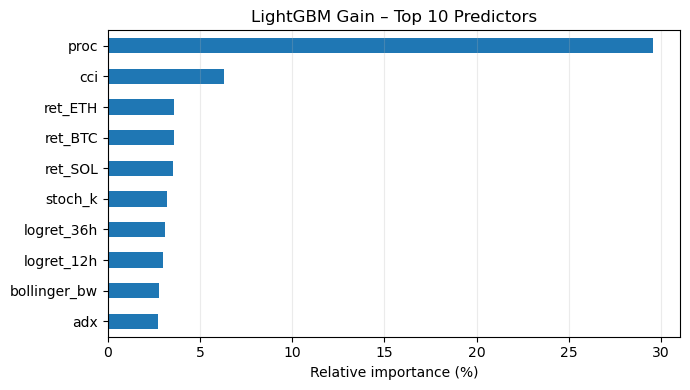 LightGBM Gain – Top 10 Predictors
proc
cci
ret_ETH
ret_BTC
ret_SOL
stoch_k
logret_36h
logret_12h
bollinger_bw
adx
0 5 10 15 20 25 30
Relative importance (%)